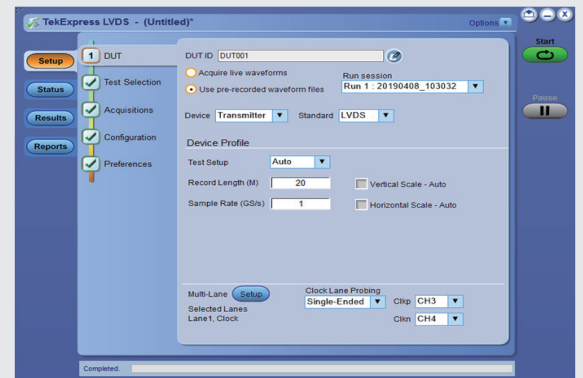 TekExpress LVDS - (Untitled)*
Options
Setup
Status
Results
Reports
1 DUT
Test Selection
Acquisitions
Configuration
Preferences
DUT ID DUT001
Acquire live waveforms
Use pre-recorded waveform files
Run session
Run 1 : 20190408_103032
Device Transmitter Standard LVDS
Device Profile
Test Setup Auto
Record Length (M) 20 Vertical Scale - Auto
Sample Rate (GS/s) 1 Horizontal Scale - Auto
Multi-Lane Setup
Selected Lanes
Lane1, Clock
Clock Lane Probing
Single-Ended Clkp CH3
Clkn CH4
Start
Pause
Completed.